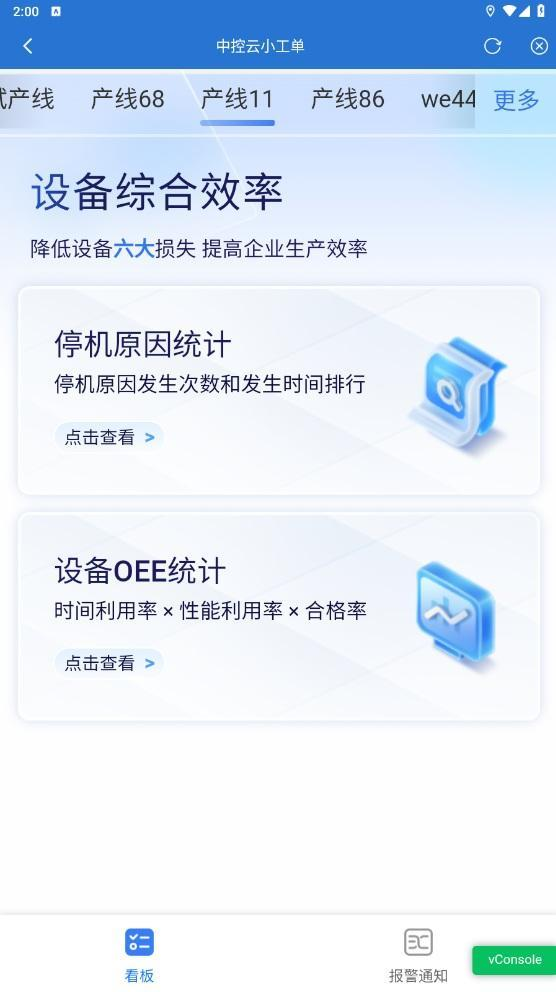 2:00
中控云小工单
试产线 产线68 产线11 产线86 we44 更多
设备综合效率
降低设备六大损失 提高企业生产效率
停机原因统计
停机原因发生次数和发生时间排行
点击查看 >
设备OEE统计
时间利用率 × 性能利用率 × 合格率
点击查看 >
看板 报警通知
vConsole